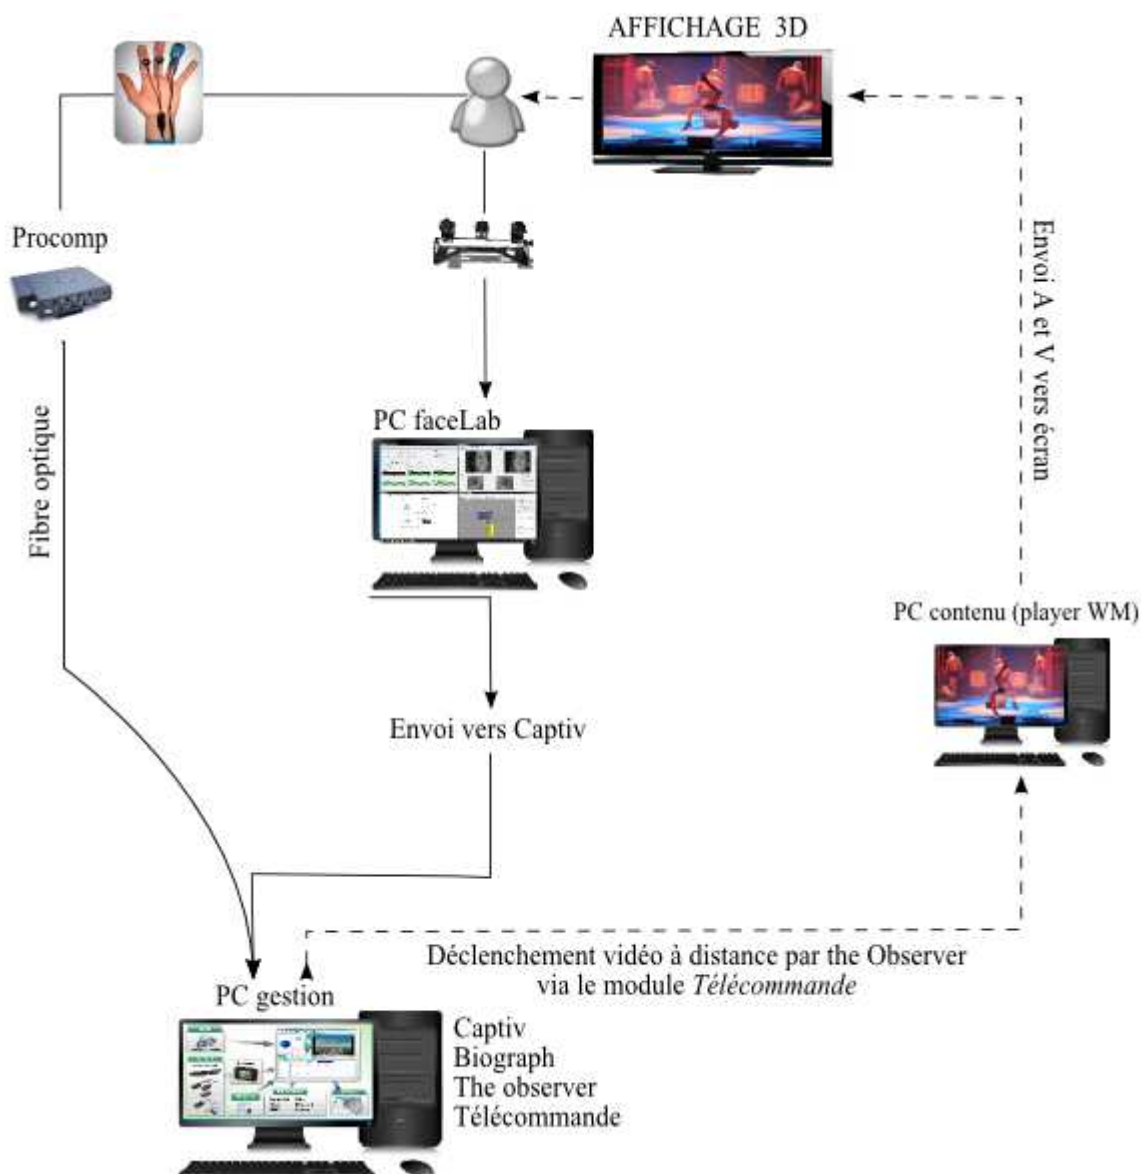 AFFICHAGE 3D
Procomp
Envoi A et V vers écran
PC faceLab
Fibre optique
PC contenu (player WM)
Envoi vers Captiv
Déclenchement vidéo à distance par the Observer
via le module Télécommande
PC gestion
Captiv
Biograph
The observer
Télécommande